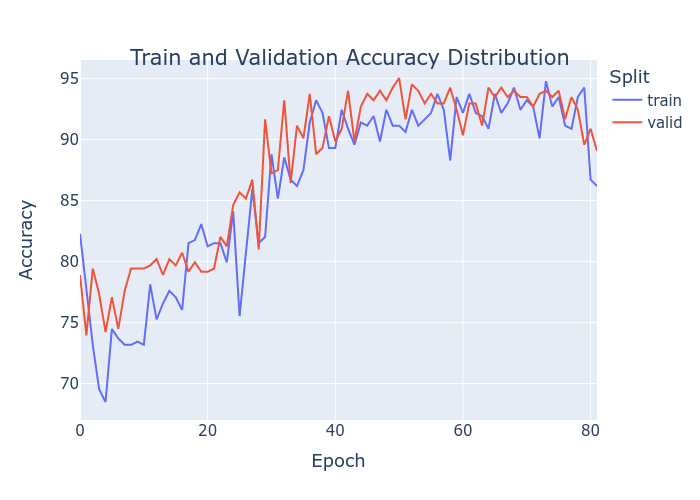 Train and Validation Accuracy Distribution
Split
train
valid
Accuracy
95
90
85
80
75
70
0
20
40
60
80
Epoch